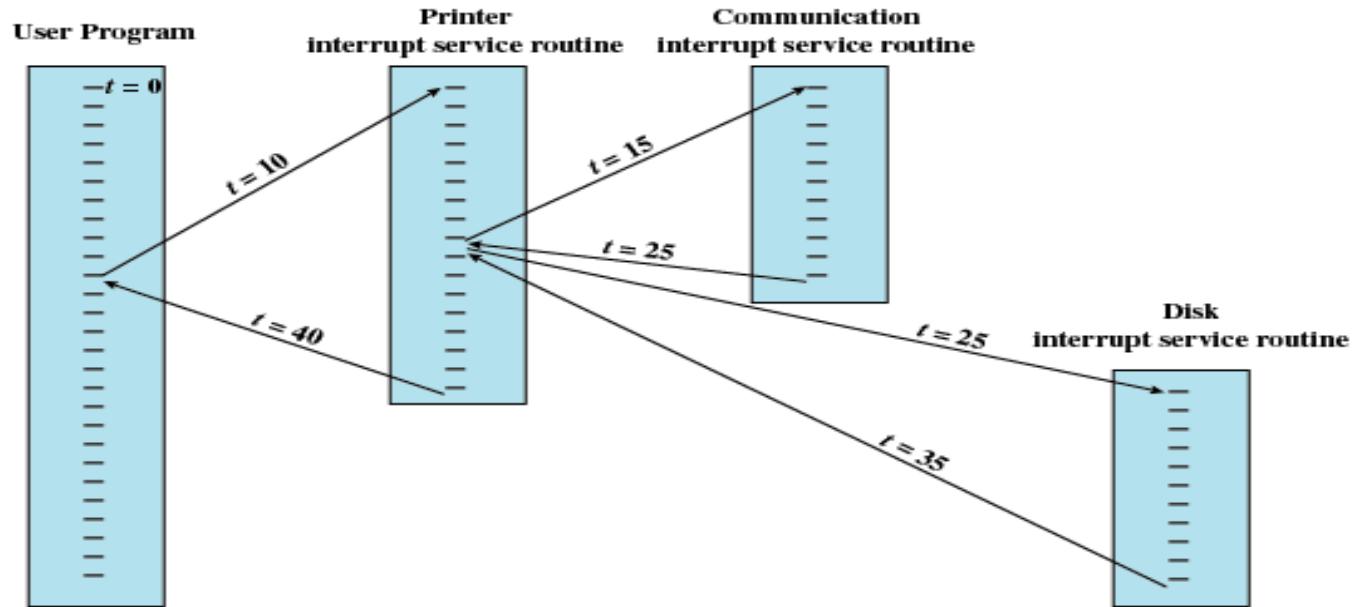 User Program
Printer
interrupt service routine
Communication
interrupt service routine
t = 0
t = 10
t = 15
t = 25
t = 40
t = 25
Disk
interrupt service routine
t = 35